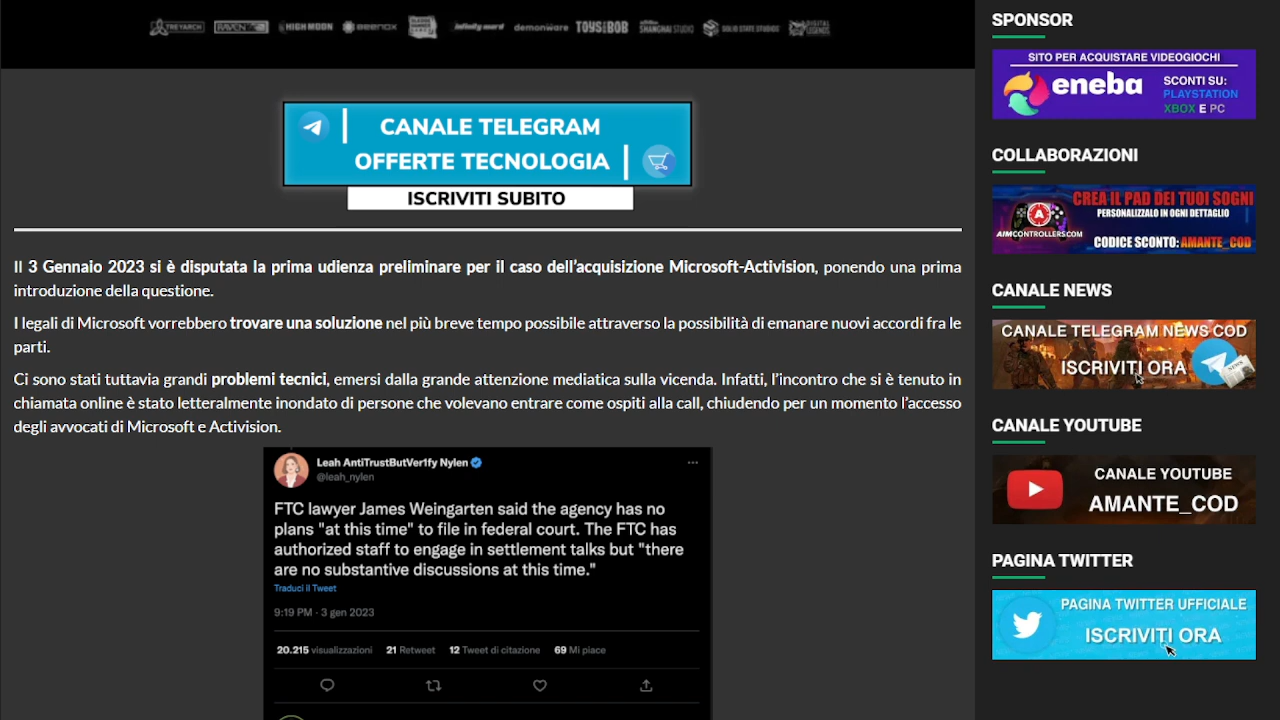 TREYARCH RAVEN HIGH MOON BEENOX infinity ward demonware TOYS FOR BOB SHANGHAI STUDIO SOLID STATE STUDIOS DIGITAL LEGENDS
CANALE TELEGRAM
OFFERTE TECNOLOGIA
ISCRIVITI SUBITO
Il 3 Gennaio 2023 si è disputata la prima udienza preliminare per il caso dell’acquisizione Microsoft-Activision, ponendo una prima
introduzione della questione.
I legali di Microsoft vorrebbero trovare una soluzione nel più breve tempo possibile attraverso la possibilità di emanare nuovi accordi fra le
parti.
Ci sono stati tuttavia grandi problemi tecnici, emersi dalla grande attenzione mediatica sulla vicenda. Infatti, l’incontro che si è tenuto in
chiamata online è stato letteralmente inondato di persone che volevano entrare come ospiti alla call, chiudendo per un momento l’accesso
degli avvocati di Microsoft e Activision.
Leah AntiTrustButVer1fy Nylen
@leah_nylen
FTC lawyer James Weingarten said the agency has no
plans "at this time" to file in federal court. The FTC has
authorized staff to engage in settlement talks but "there
are no substantive discussions at this time."
Traduci il Tweet
9:19 PM · 3 gen 2023
20.215 visualizzazioni 21 Retweet 12 Tweet di citazione 69 Mi piace
SPONSOR
SITO PER ACQUISTARE VIDEOGIOCHI
eneba
SCONTI SU:
PLAYSTATION
XBOX E PC
COLLABORAZIONI
CREA IL PAD DEI TUOI SOGNI
PERSONALIZZALO IN OGNI DETTAGLIO
AIMCONTROLLERS.COM
CODICE SCONTO: AMANTE_COD
CANALE NEWS
CANALE TELEGRAM NEWS COD
ISCRIVITI ORA
NEWS
CANALE YOUTUBE
CANALE YOUTUBE
AMANTE_COD
PAGINA TWITTER
PAGINA TWITTER UFFICIALE
ISCRIVITI ORA